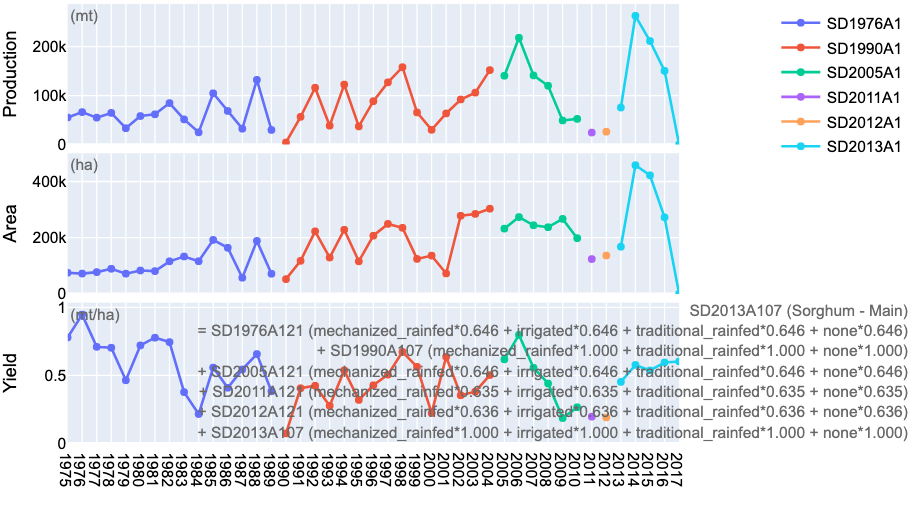 (mt)
Production
200k
100k
0
SD1976A1
SD1990A1
SD2005A1
SD2011A1
SD2012A1
SD2013A1
(ha)
Area
400k
200k
0
(mt/ha)
Yield
1
0.5
0
SD2013A107 (Sorghum - Main)
= SD1976A121 (mechanized_rainfed*0.646 + irrigated*0.646 + traditional_rainfed*0.646 + none*0.646)
+ SD1990A107 (mechanized_rainfed*1.000 + irrigated*1.000 + traditional_rainfed*1.000 + none*1.000)
+ SD2005A121 (mechanized_rainfed*0.646 + irrigated*0.646 + traditional_rainfed*0.646 + none*0.646)
+ SD2011A121 (mechanized_rainfed*0.635 + irrigated*0.635 + traditional_rainfed*0.635 + none*0.635)
+ SD2012A121 (mechanized_rainfed*0.636 + irrigated*0.636 + traditional_rainfed*0.636 + none*0.636)
+ SD2013A107 (mechanized_rainfed*1.000 + irrigated*1.000 + traditional_rainfed*1.000 + none*1.000)
1975
1976
1977
1978
1979
1980
1981
1982
1983
1984
1985
1986
1987
1988
1989
1990
1991
1992
1993
1994
1995
1996
1997
1998
1999
2000
2001
2002
2003
2004
2005
2006
2007
2008
2009
2010
2011
2012
2013
2014
2015
2016
2017